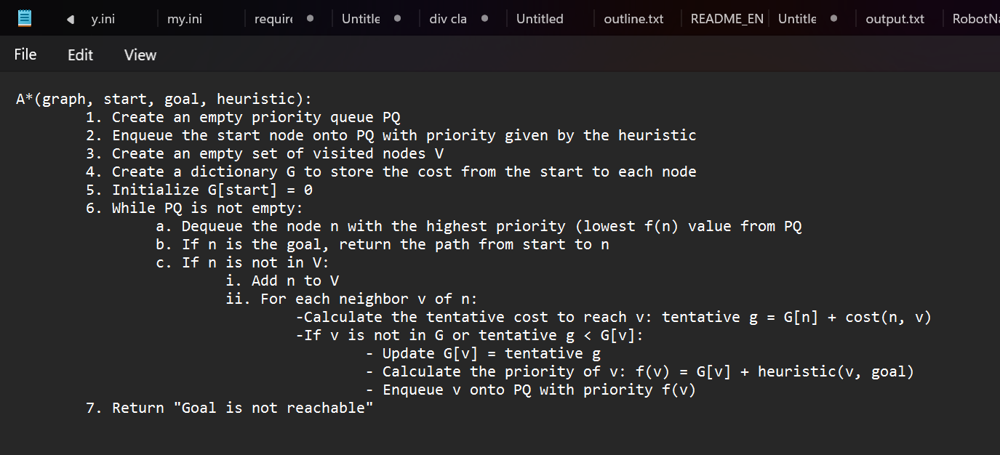 y.ini my.ini require Untitle div cla Untitled outline.txt README_EN Untitle output.txt RobotNa
File Edit View
A*(graph, start, goal, heuristic):
1. Create an empty priority queue PQ
2. Enqueue the start node onto PQ with priority given by the heuristic
3. Create an empty set of visited nodes V
4. Create a dictionary G to store the cost from the start to each node
5. Initialize G[start] = 0
6. While PQ is not empty:
a. Dequeue the node n with the highest priority (lowest f(n) value from PQ
b. If n is the goal, return the path from start to n
c. If n is not in V:
i. Add n to V
ii. For each neighbor v of n:
-Calculate the tentative cost to reach v: tentative g = G[n] + cost(n, v)
-If v is not in G or tentative g < G[v]:
- Update G[v] = tentative g
- Calculate the priority of v: f(v) = G[v] + heuristic(v, goal)
- Enqueue v onto PQ with priority f(v)
7. Return "Goal is not reachable"